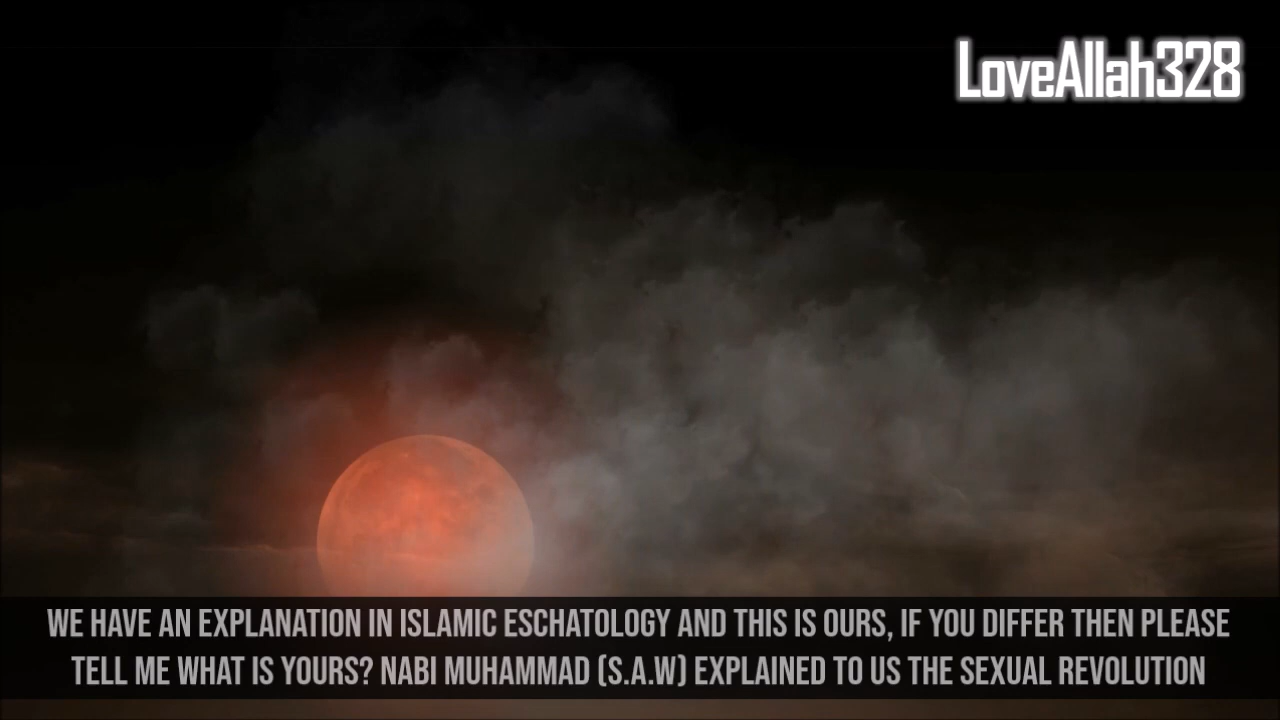 LoveAllah328
WE HAVE AN EXPLANATION IN ISLAMIC ESCHATOLOGY AND THIS IS OURS, IF YOU DIFFER THEN PLEASE
TELL ME WHAT IS YOURS? NABI MUHAMMAD (S.A.W) EXPLAINED TO US THE SEXUAL REVOLUTION